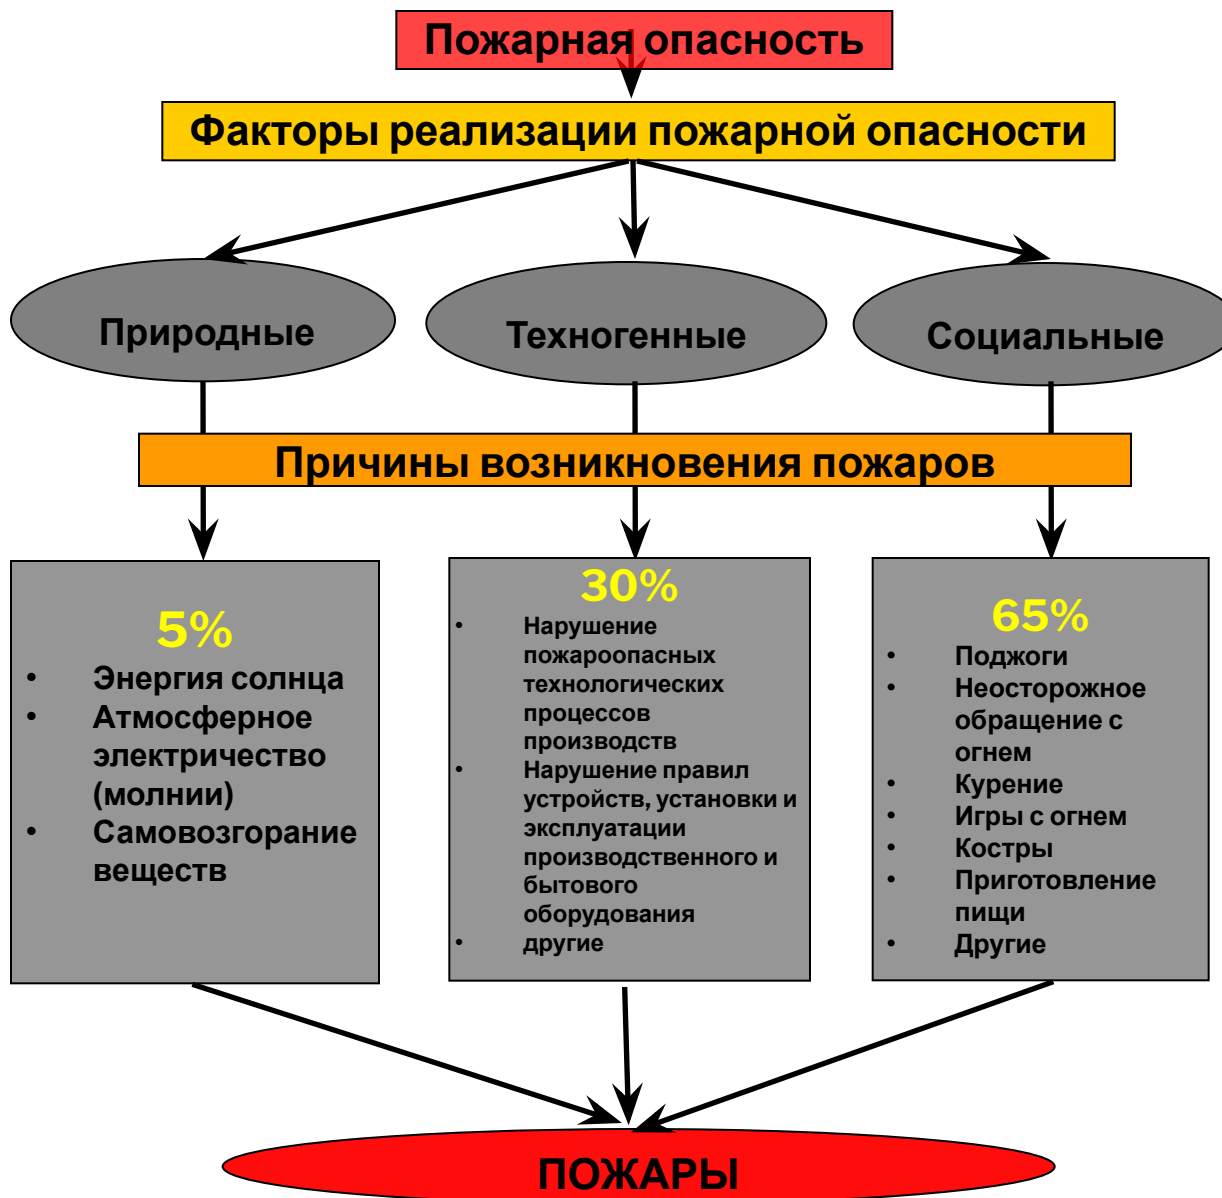 Пожарная опасность
Факторы реализации пожарной опасности
Природные
Техногенные
Социальные
Причины возникновения пожаров
5%
• Энергия солнца
• Атмосферное
электричество
(молнии)
• Самовозгорание
веществ
30%
• Нарушение
пожароопасных
технологических
процессов
производств
• Нарушение правил
устройств, установки и
эксплуатации
производственного и
бытового
оборудования
• другие
65%
• Поджоги
• Неосторожное
обращение с
огнем
• Курение
• Игры с огнем
• Костры
• Приготовление
пищи
• Другие
ПОЖАРЫ